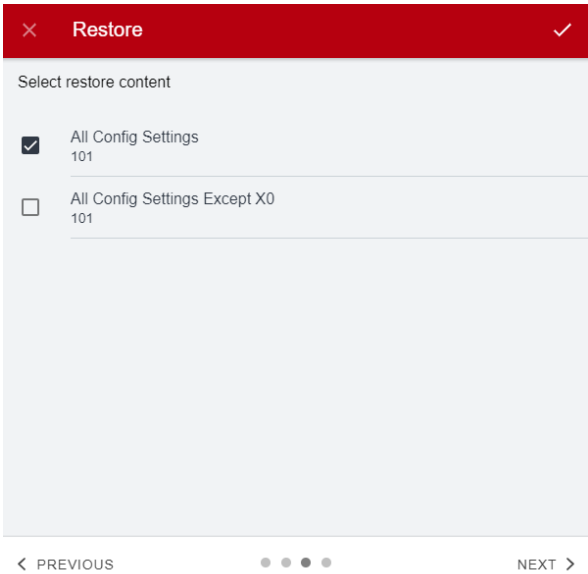 Restore
Select restore content
All Config Settings
101
All Config Settings Except X0
101
PREVIOUS
NEXT